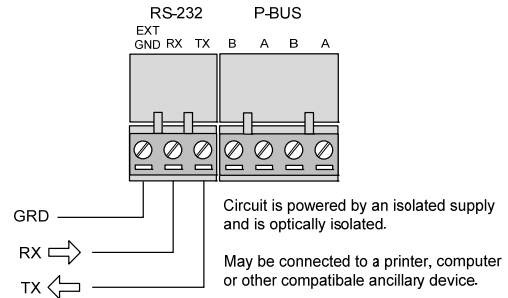 RS-232 P-BUS
EXT
GND RX TX B A B A
GRD
Circuit is powered by an isolated supply
and is optically isolated.
RX
May be connected to a printer, computer
or other compatibale ancillary device.
TX